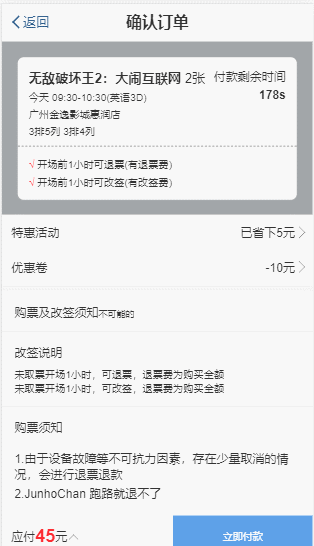 返回 确认订单
无敌破坏王2：大闹互联网 2张 付款剩余时间
今天 09:30-10:30(英语3D) 178s
广州金逸影城惠润店
3排5列 3排4列
√ 开场前1小时可退票(有退票费)
√ 开场前1小时可改签(有改签费)
特惠活动 已省下5元
优惠卷 -10元
购票及改签须知不可能的
改签说明
未取票开场1小时，可退票，退票费为购买全额
未取票开场1小时，可改签，退票费为购买全额
购票须知
1.由于设备故障等不可抗力因素，存在少量取消的情
况，会进行退票退款
2.JunhoChan 跑路就退不了
应付45元 立即付款